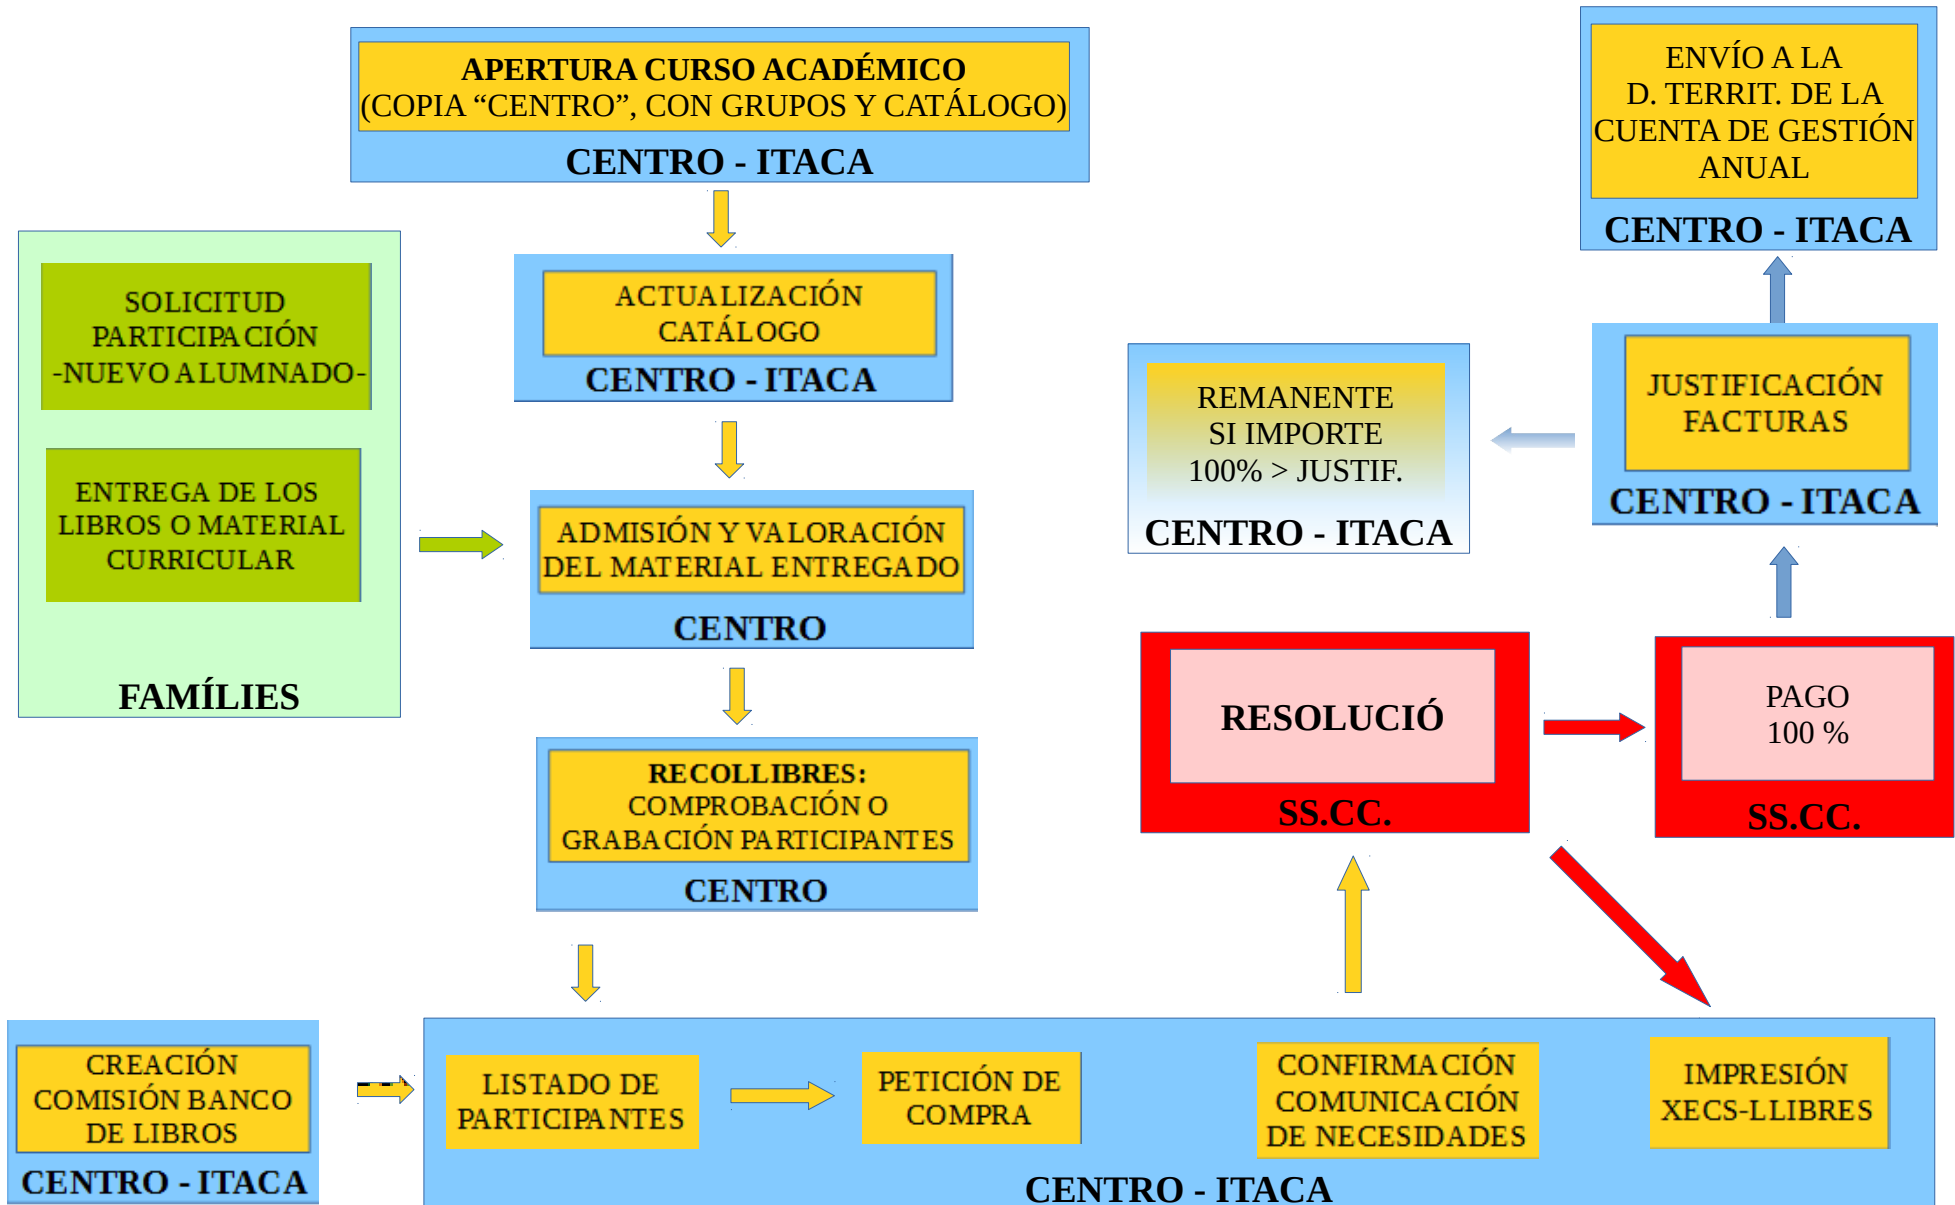 APERTURA CURSO ACADÉMICO
(COPIA “CENTRO”, CON GRUPOS Y CATÁLOGO)
CENTRO - ITACA
ENVÍO A LA
D. TERRIT. DE LA
CUENTA DE GESTIÓN
ANUAL
CENTRO - ITACA
SOLICITUD
PARTICIPACIÓN
-NUEVO ALUMNADO-
ENTREGA DE LOS
LIBROS O MATERIAL
CURRICULAR
FAMÍLIES
ACTUALIZACIÓN
CATÁLOGO
CENTRO - ITACA
ADMISIÓN Y VALORACIÓN
DEL MATERIAL ENTREGADO
CENTRO
RECOLLIBRES:
COMPROBACIÓN O
GRABACIÓN PARTICIPANTES
CENTRO
REMANENTE
SI IMPORTE
100% > JUSTIF.
CENTRO - ITACA
JUSTIFICACIÓN
FACTURAS
CENTRO - ITACA
RESOLUCIÓ
SS.CC.
PAGO
100 %
SS.CC.
CREACIÓN
COMISIÓN BANCO
DE LIBROS
CENTRO - ITACA
LISTADO DE
PARTICIPANTES
PETICIÓN DE
COMPRA
CONFIRMACIÓN
COMUNICACIÓN
DE NECESIDADES
IMPRESIÓN
XECS-LLIBRES
CENTRO - ITACA